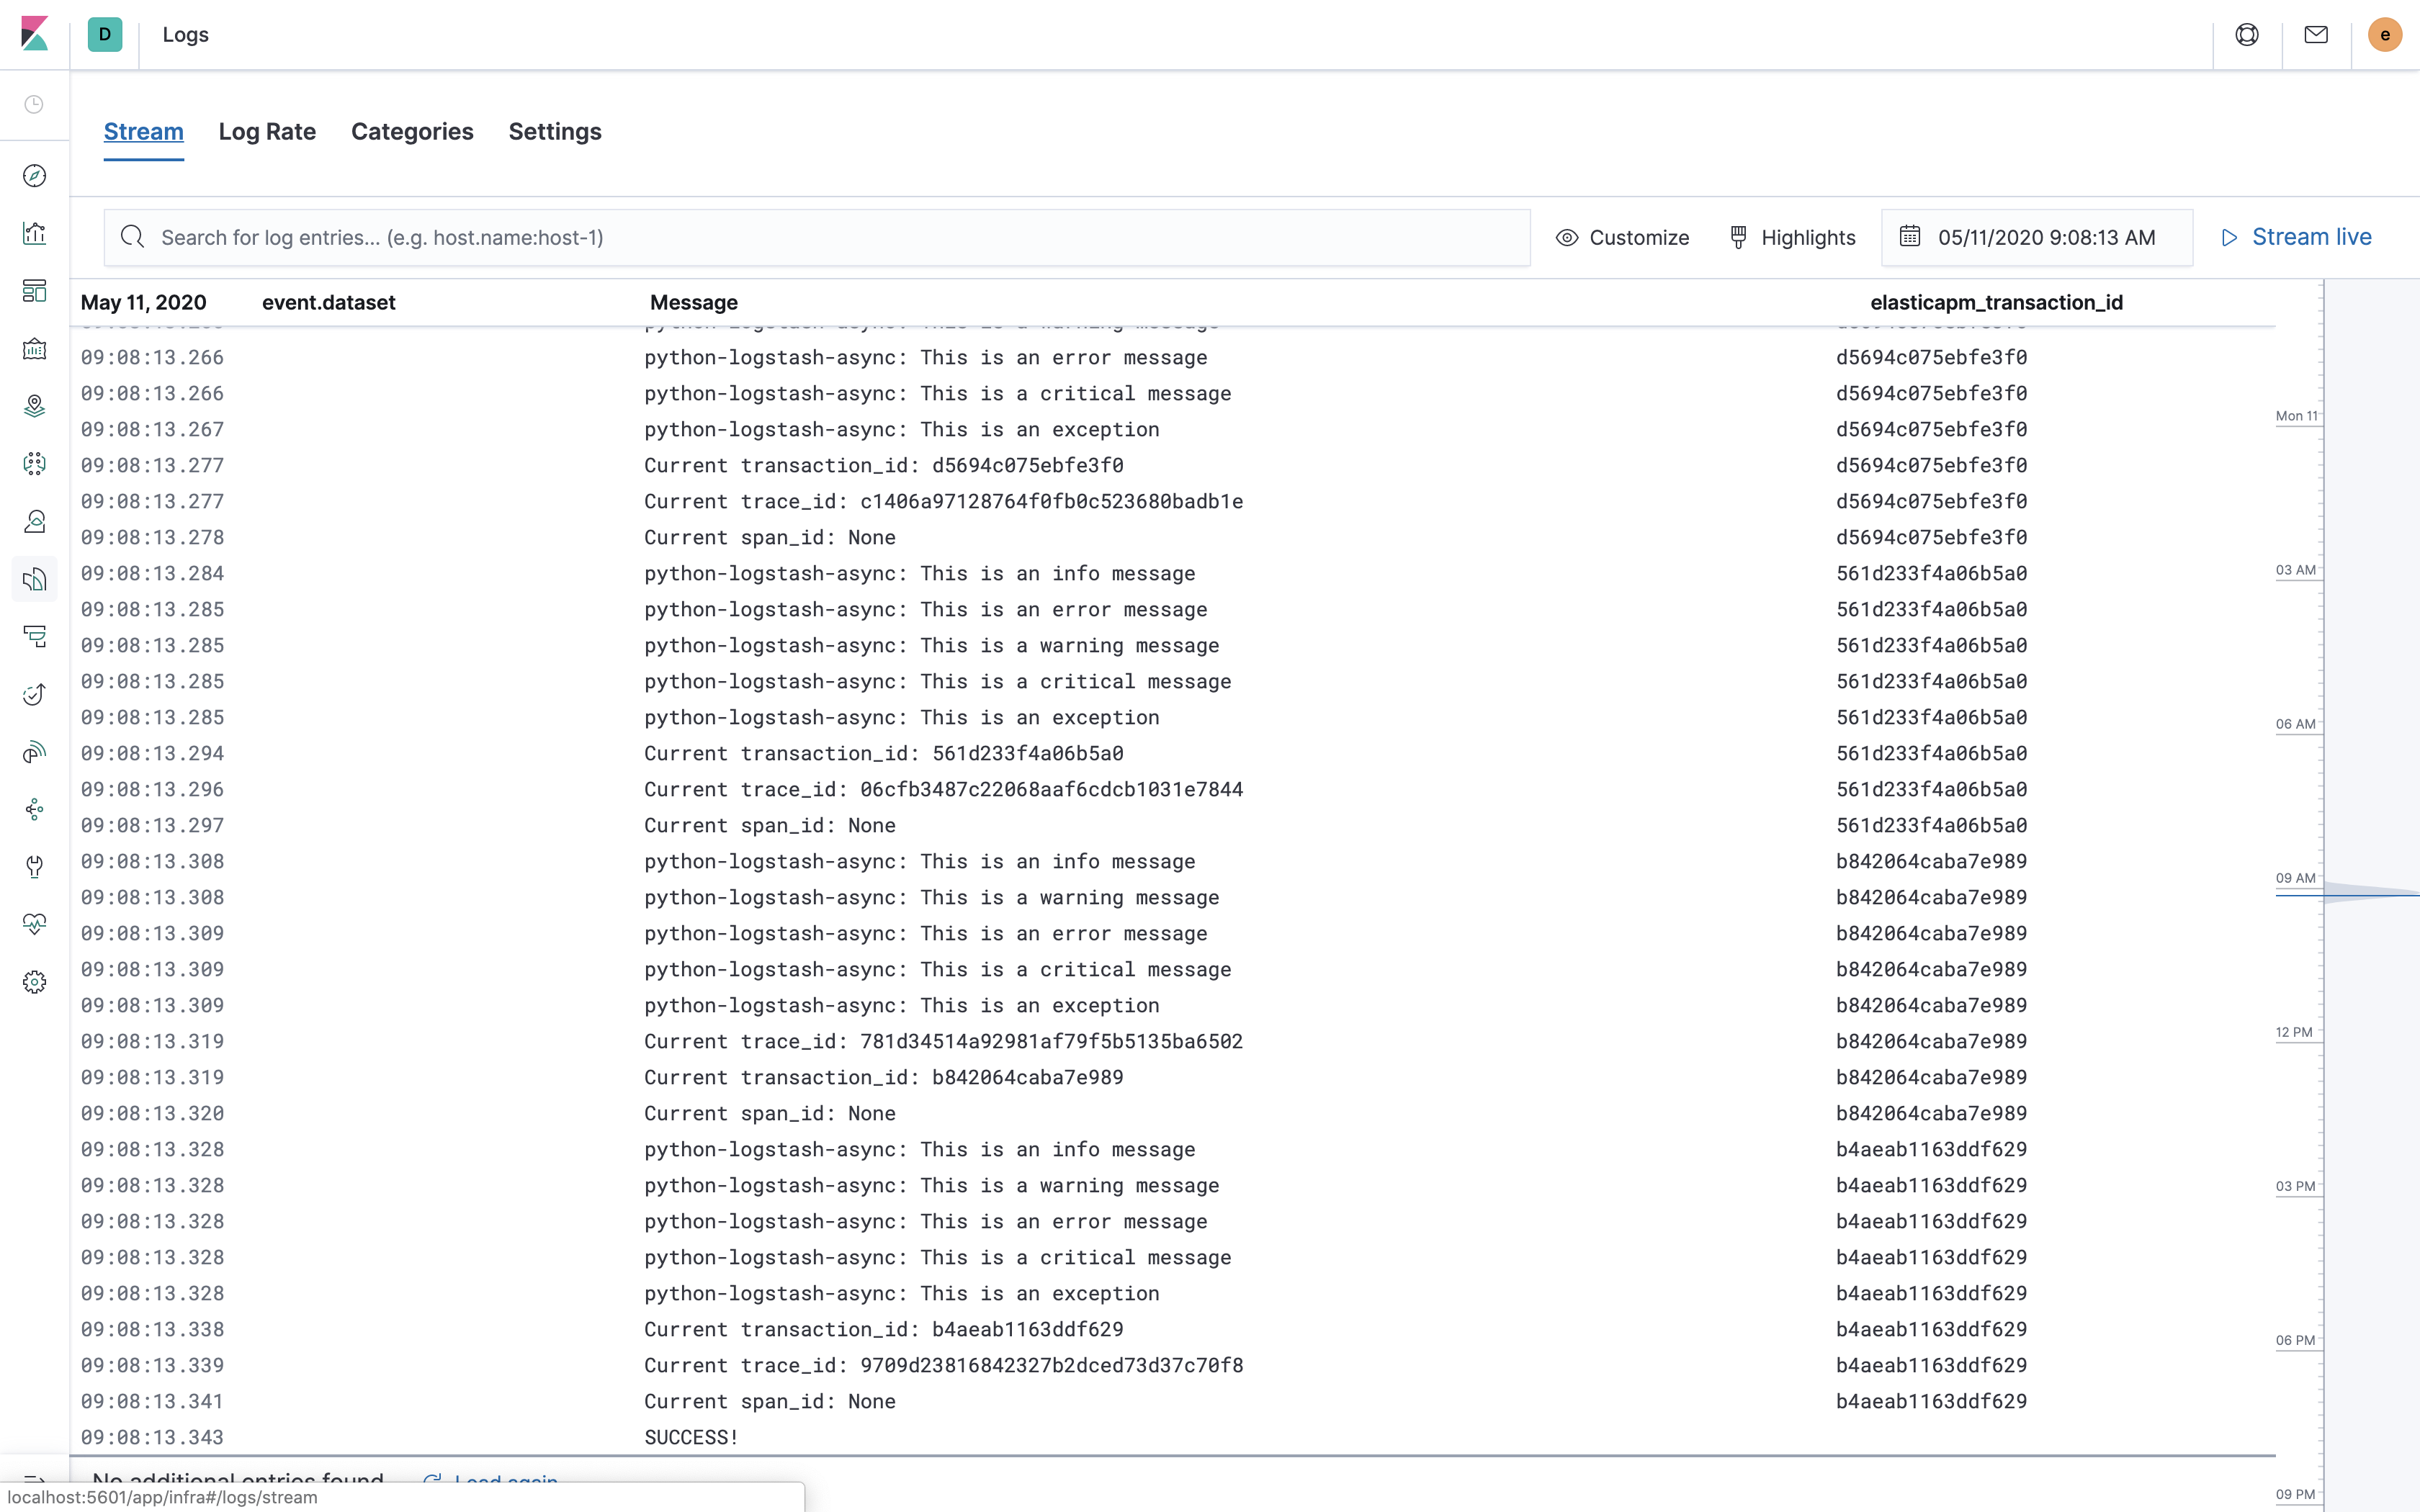 D Logs e
Stream Log Rate Categories Settings
Search for log entries... (e.g. host.name:host-1) Customize Highlights 05/11/2020 9:08:13 AM Stream live
May 11, 2020 event.dataset Message elasticapm_transaction_id
python-logstash-async: This is a warning message
09:08:13.266 python-logstash-async: This is an error message d5694c075ebfe3f0
09:08:13.266 python-logstash-async: This is a critical message d5694c075ebfe3f0
Mon 11
09:08:13.267 python-logstash-async: This is an exception d5694c075ebfe3f0
09:08:13.277 Current transaction_id: d5694c075ebfe3f0 d5694c075ebfe3f0
09:08:13.277 Current trace_id: c1406a97128764f0fb0c523680badb1e d5694c075ebfe3f0
09:08:13.278 Current span_id: None d5694c075ebfe3f0
09:08:13.284 python-logstash-async: This is an info message 561d233f4a06b5a0 03 AM
09:08:13.285 python-logstash-async: This is an error message 561d233f4a06b5a0
09:08:13.285 python-logstash-async: This is a warning message 561d233f4a06b5a0
09:08:13.285 python-logstash-async: This is a critical message 561d233f4a06b5a0
09:08:13.285 python-logstash-async: This is an exception 561d233f4a06b5a0 06 AM
09:08:13.294 Current transaction_id: 561d233f4a06b5a0 561d233f4a06b5a0
09:08:13.296 Current trace_id: 06cfb3487c22068aaf6cdcb1031e7844 561d233f4a06b5a0
09:08:13.297 Current span_id: None 561d233f4a06b5a0
09:08:13.308 python-logstash-async: This is an info message b842064caba7e989
09 AM
09:08:13.308 python-logstash-async: This is a warning message b842064caba7e989
09:08:13.309 python-logstash-async: This is an error message b842064caba7e989
09:08:13.309 python-logstash-async: This is a critical message b842064caba7e989
09:08:13.309 python-logstash-async: This is an exception b842064caba7e989
09:08:13.319 Current trace_id: 781d34514a92981af79f5b5135ba6502 b842064caba7e989 12 PM
09:08:13.319 Current transaction_id: b842064caba7e989 b842064caba7e989
09:08:13.320 Current span_id: None b842064caba7e989
09:08:13.328 python-logstash-async: This is an info message b4aeab1163ddf629
09:08:13.328 python-logstash-async: This is a warning message b4aeab1163ddf629 03 PM
09:08:13.328 python-logstash-async: This is an error message b4aeab1163ddf629
09:08:13.328 python-logstash-async: This is a critical message b4aeab1163ddf629
09:08:13.328 python-logstash-async: This is an exception b4aeab1163ddf629
09:08:13.338 Current transaction_id: b4aeab1163ddf629 b4aeab1163ddf629 06 PM
09:08:13.339 Current trace_id: 9709d23816842327b2dced73d37c70f8 b4aeab1163ddf629
09:08:13.341 Current span_id: None b4aeab1163ddf629
09:08:13.343 SUCCESS!
No additional entries found Load again
localhost:5601/app/infra#/logs/stream 09 PM